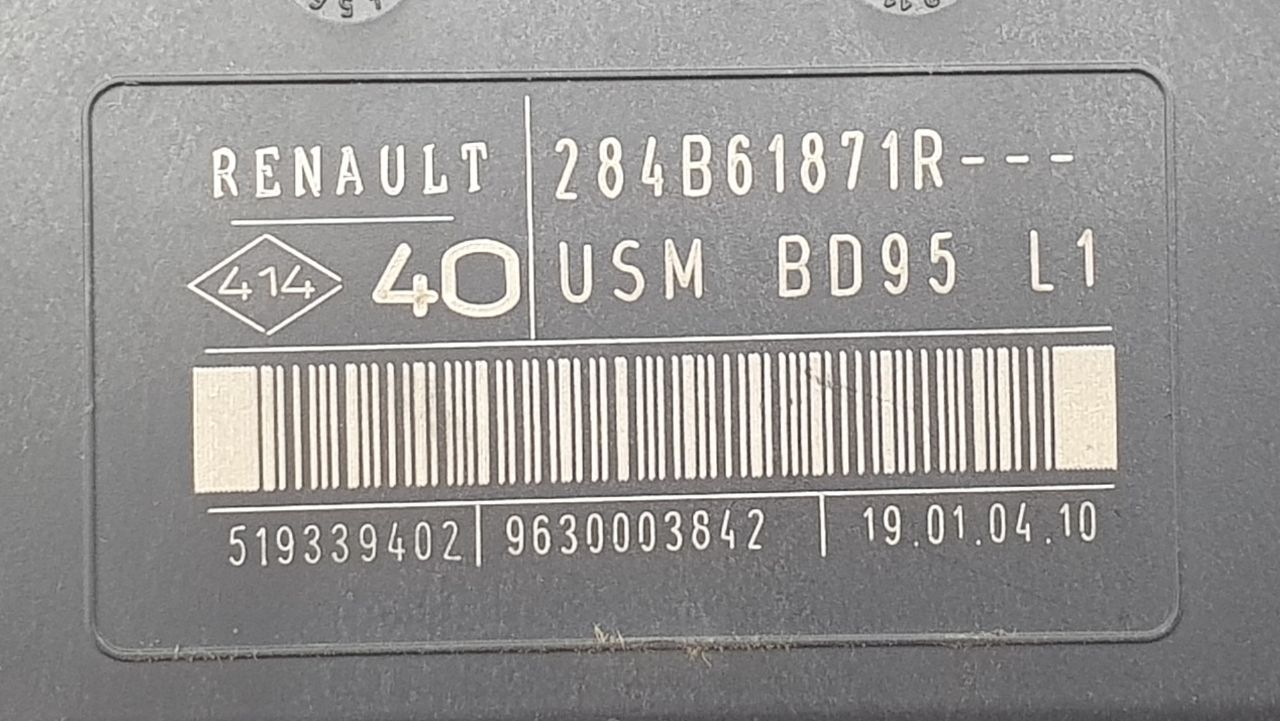 RENAULT
284B61871R---
414
40
USM BD95 L1
519339402 9630003842 19.01.04.10